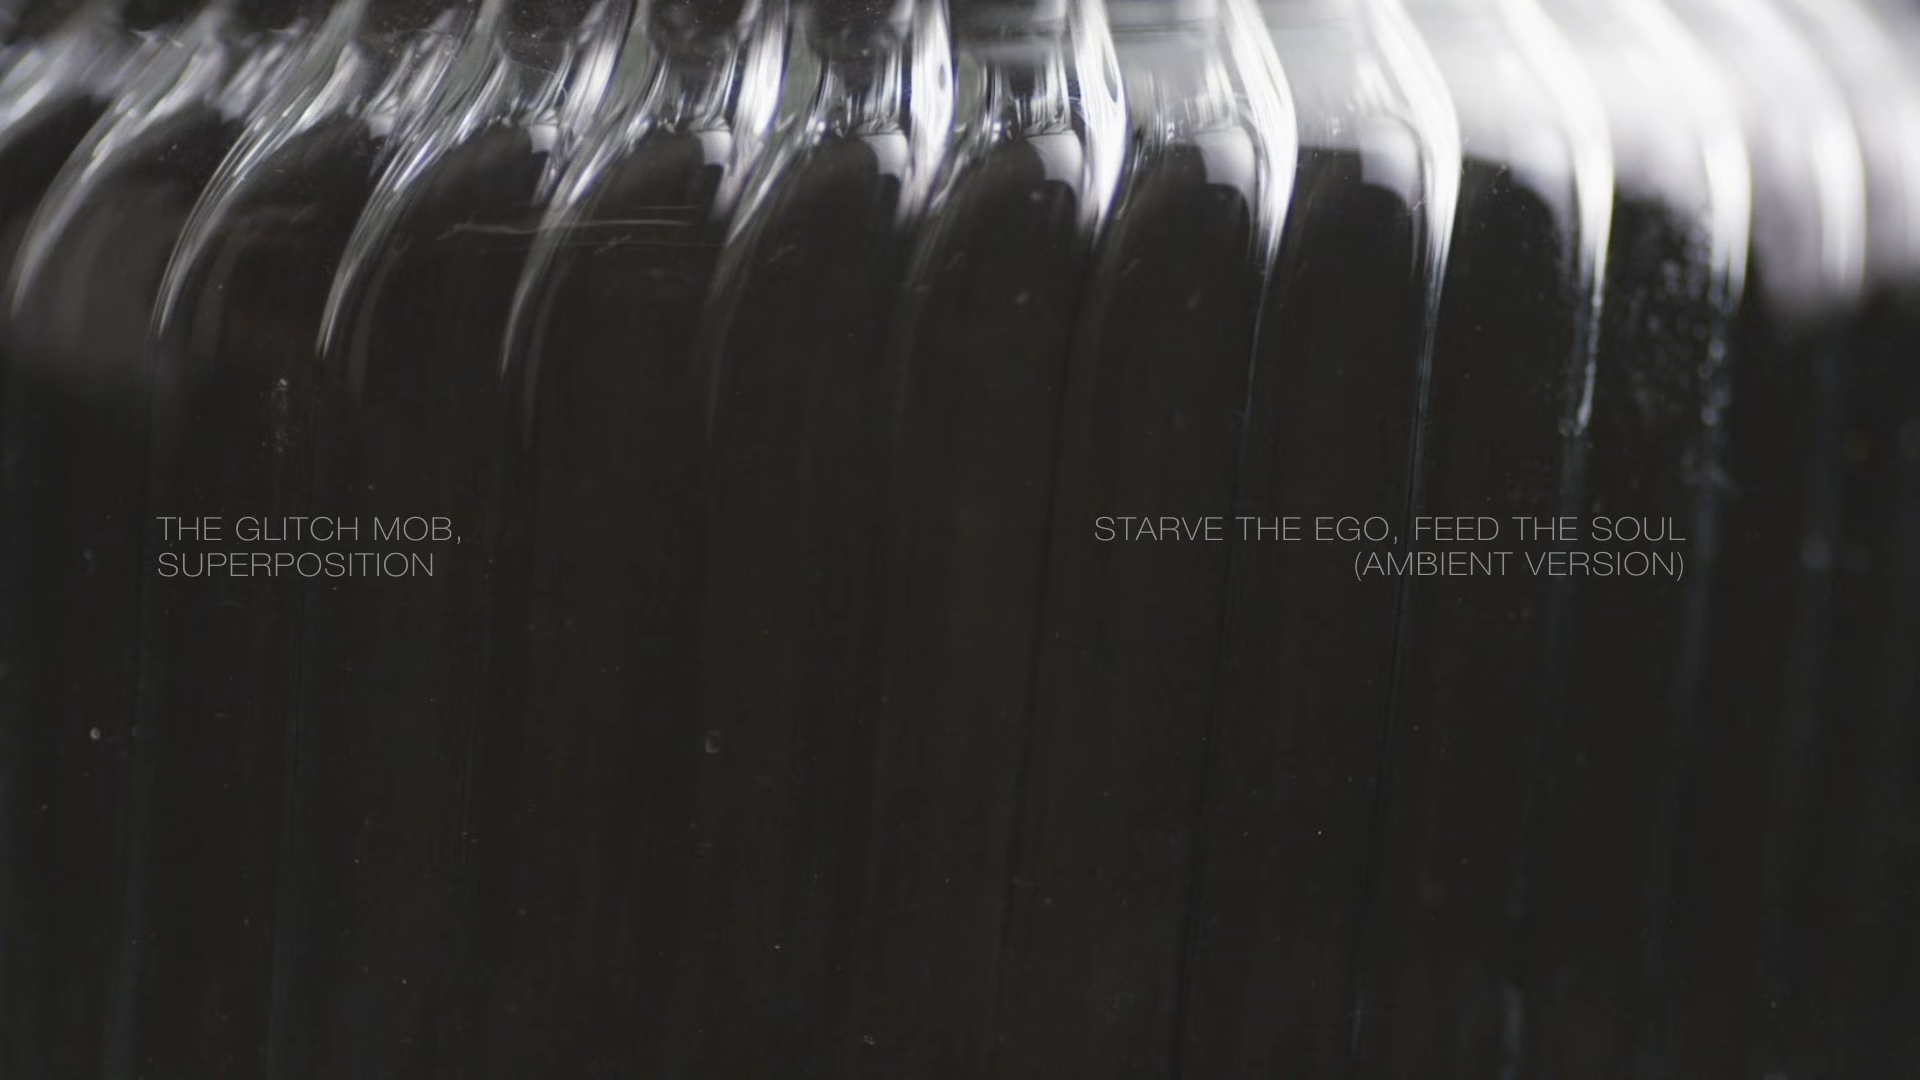 THE GLITCH MOB,
SUPERPOSITION
STARVE THE EGO, FEED THE SOUL
(AMBIENT VERSION)